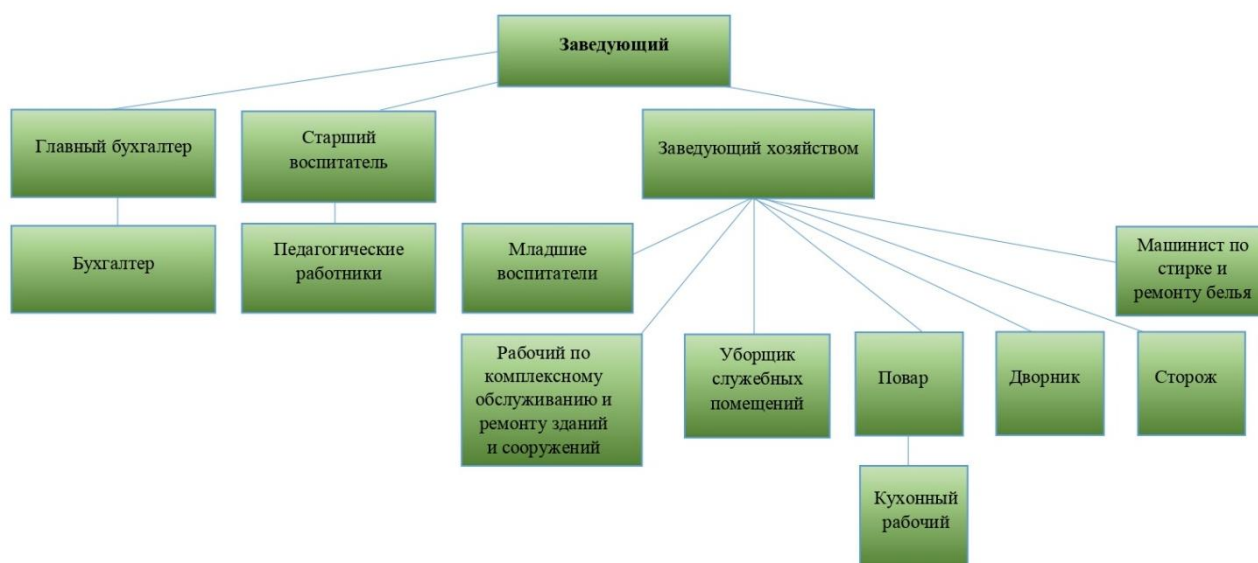 Заведующий
Главный бухгалтер
Старший
воспитатель
Заведующий хозяйством
Бухгалтер
Педагогические
работники
Младшие
воспитатели
Машинист по
стирке и
ремонту белья
Рабочий по
комплексному
обслуживанию и
ремонту зданий
и сооружений
Уборщик
служебных
помещений
Повар
Дворник
Сторож
Кухонный
рабочий